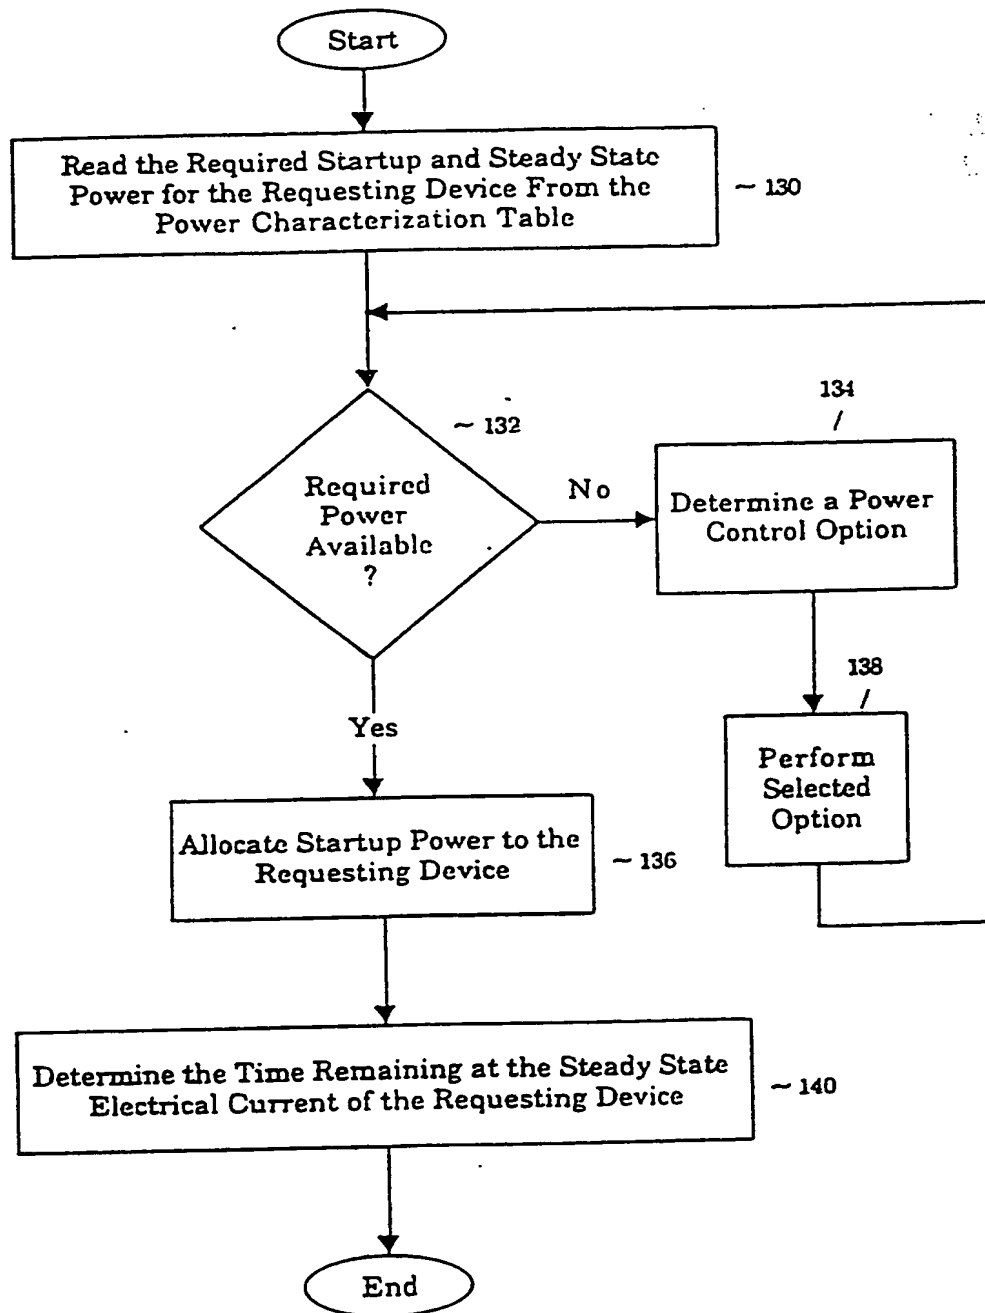 Start
Read the Required Startup and Steady State
Power for the Requesting Device From the
Power Characterization Table
~ 130
~ 132
Required
Power
Available
?
No
134
Determine a Power
Control Option
138
Perform
Selected
Option
Yes
Allocate Startup Power to the
Requesting Device
~ 136
Determine the Time Remaining at the Steady State
Electrical Current of the Requesting Device
~ 140
End